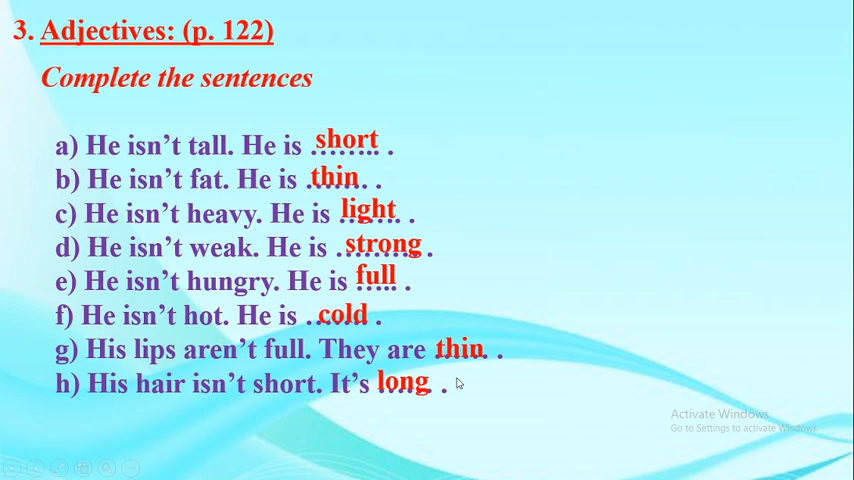 3. Adjectives: (p. 122)
Complete the sentences
a) He isn't tall. He is short .
b) He isn't fat. He is thin .
c) He isn't heavy. He is light .
d) He isn't weak. He is strong .
e) He isn't hungry. He is full .
f) He isn't hot. He is cold .
g) His lips aren't full. They are thin .
h) His hair isn't short. It's long .
Activate Windows
Go to Settings to activate Windows